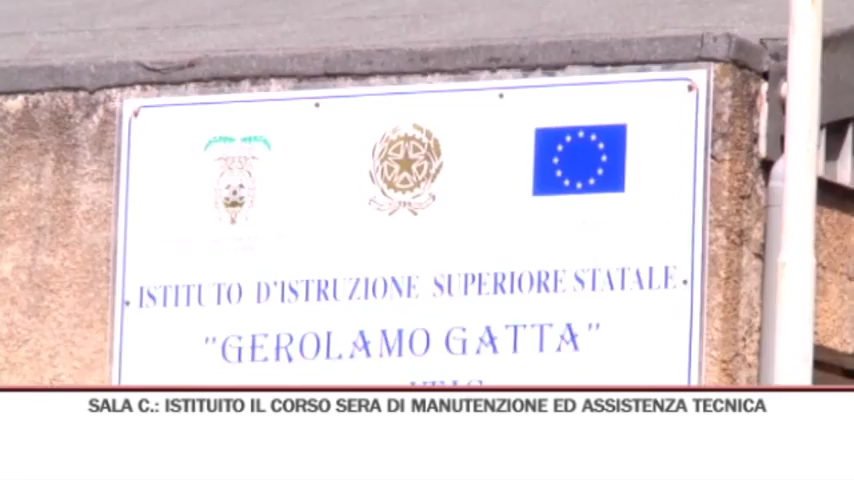 ISTITUTO D'ISTRUZIONE SUPERIORE STATALE
"GEROLAMO GATTA"
SALA C.: ISTITUITO IL CORSO SERA DI MANUTENZIONE ED ASSISTENZA TECNICA